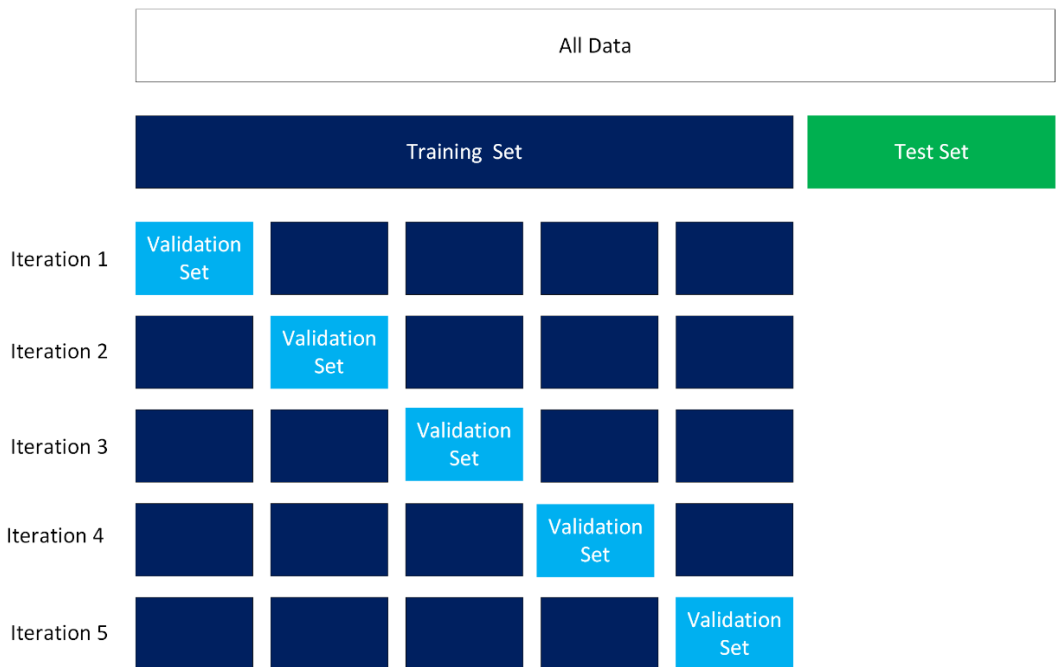 All Data
Training Set
Test Set
Iteration 1
Validation
Set
Iteration 2
Validation
Set
Iteration 3
Validation
Set
Iteration 4
Validation
Set
Iteration 5
Validation
Set